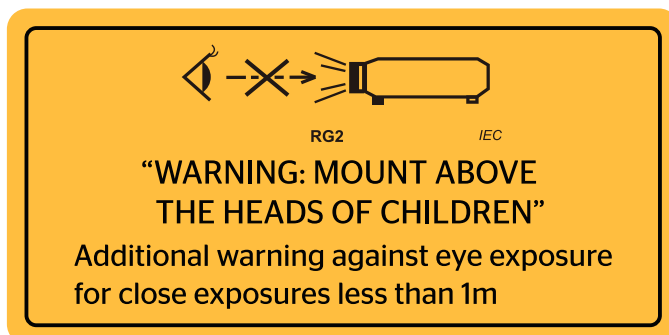 RG2 IEC
“WARNING: MOUNT ABOVE
THE HEADS OF CHILDREN”
Additional warning against eye exposure
for close exposures less than 1m